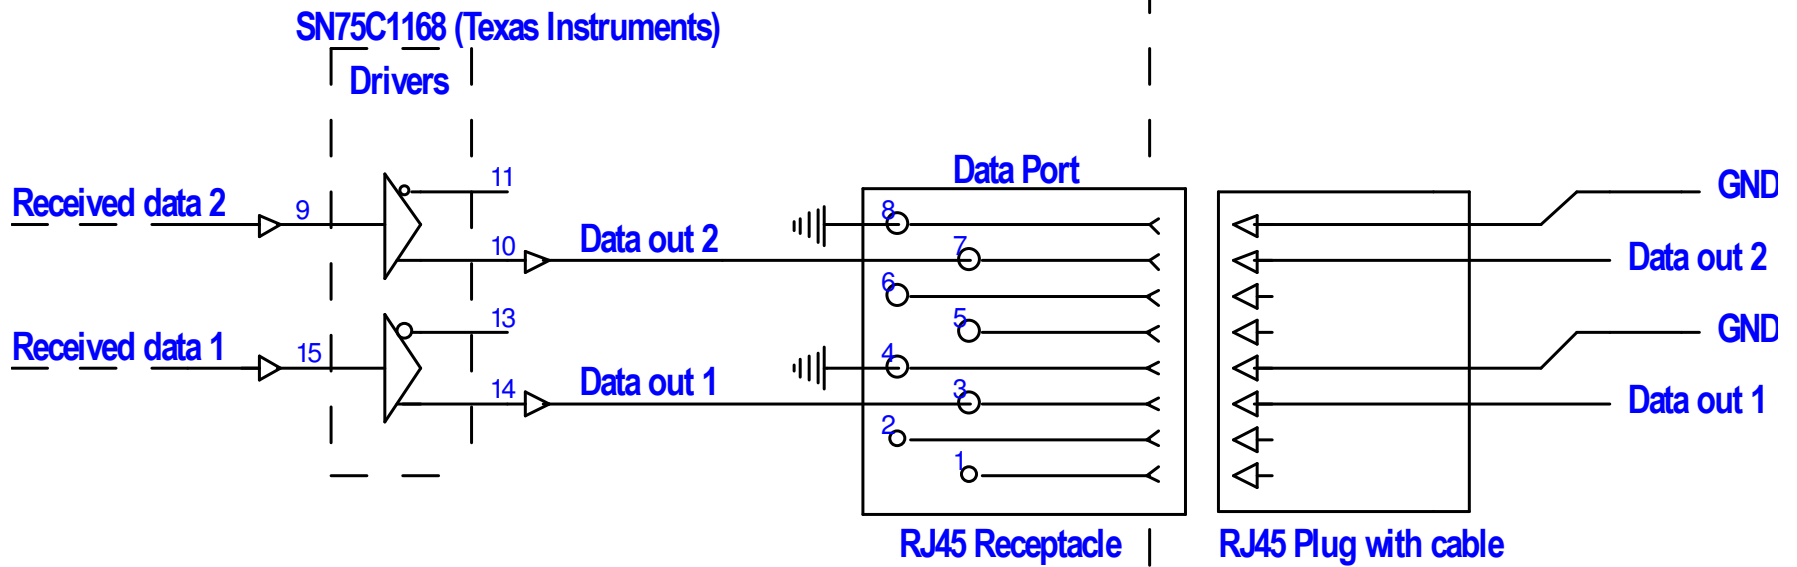 SN75C1168 (Texas Instruments)
Drivers
Data Port
11
Received data 2
9
8
GND
10
Data out 2
7
Data out 2
6
13
5
GND
Received data 1
15
4
14
Data out 1
3
Data out 1
2
1
RJ45 Receptacle
RJ45 Plug with cable